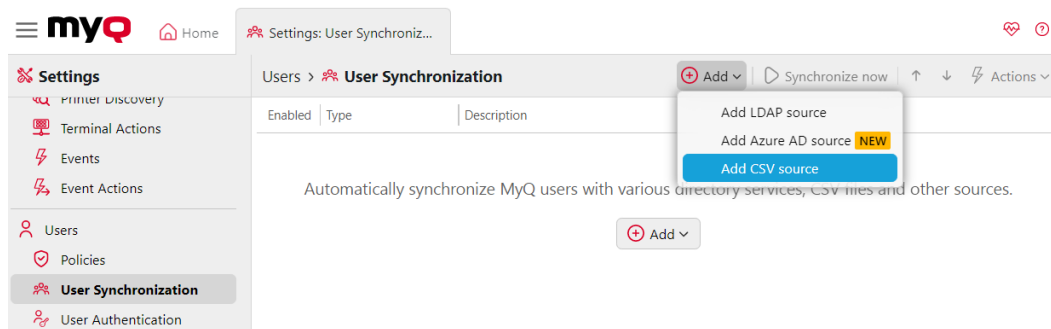 myQ
Home
Settings: User Synchroniz...
Settings
Printer Discovery
Terminal Actions
Events
Event Actions
Users
Policies
User Synchronization
User Authentication
Users > User Synchronization
Add
Synchronize now
Actions
Enabled
Type
Description
Add LDAP source
Add Azure AD source NEW
Add CSV source
Automatically synchronize MyQ users with various directory services, CSV files and other sources.
Add